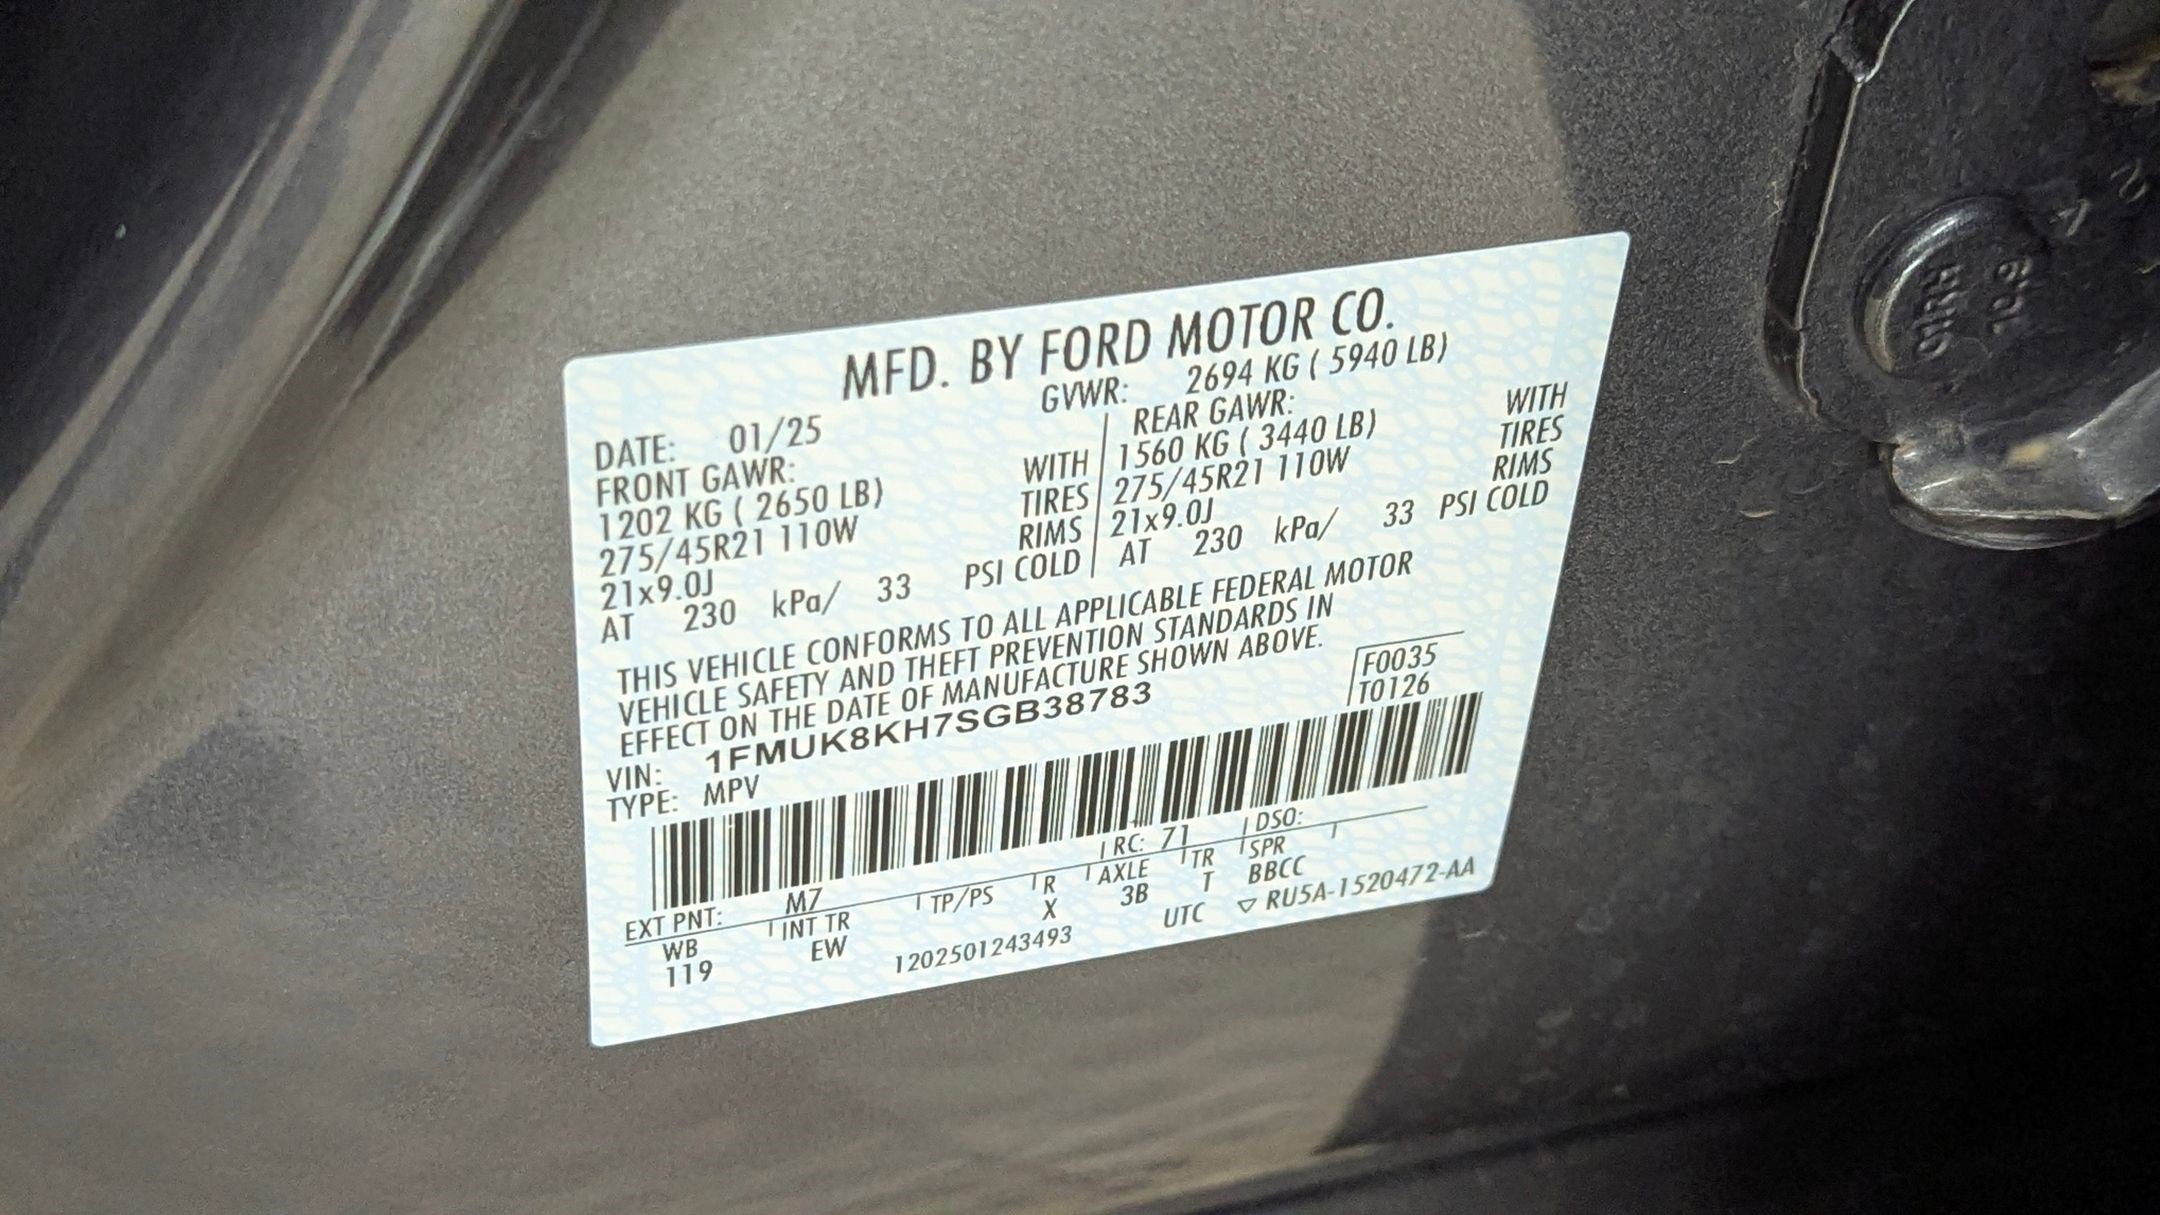 MFD. BY FORD MOTOR CO.
DATE: 01/25 GVWR: 2694 KG ( 5940 LB)
FRONT GAWR: REAR GAWR:
1202 KG ( 2650 LB) WITH 1560 KG ( 3440 LB) WITH
275/45R21 110W TIRES 275/45R21 110W TIRES
21x9.0J RIMS 21x9.0J RIMS
AT 230 kPa/ 33 PSI COLD AT 230 kPa/ 33 PSI COLD
THIS VEHICLE CONFORMS TO ALL APPLICABLE FEDERAL MOTOR
VEHICLE SAFETY AND THEFT PREVENTION STANDARDS IN
EFFECT ON THE DATE OF MANUFACTURE SHOWN ABOVE.
F0035
T0126
VIN: 1FMUK8KH7SGB38783
TYPE: MPV
EXT PNT: M7 RC: 71 DSO:
WB INT TR TP/PS R AXLE TR SPR
119 EW X 3B T BBCC
1202501243493 UTC ▽ RU5A-1520472-AA
10.9